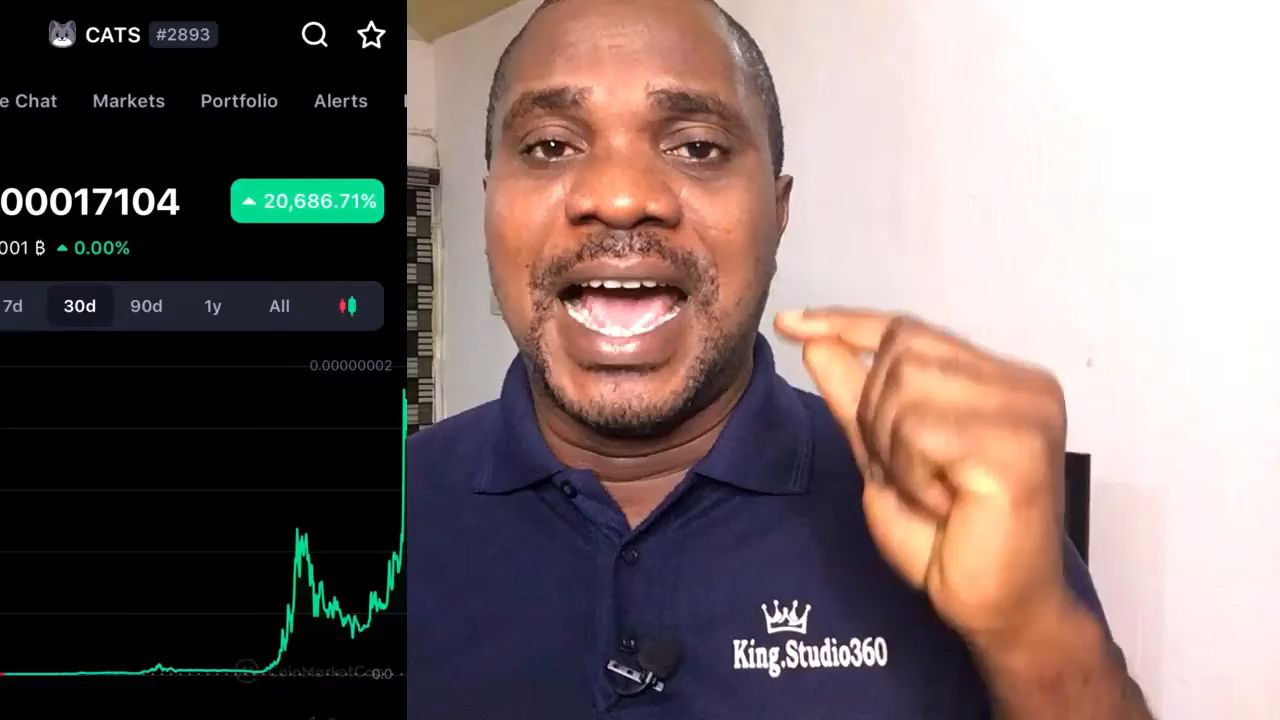 CATS #2893
e Chat Markets Portfolio Alerts
00017104 20,686.71%
001 ₿ 0.00%
7d 30d 90d 1y All
0.00000002
CoinMarketCap
0.0
King.Studio360